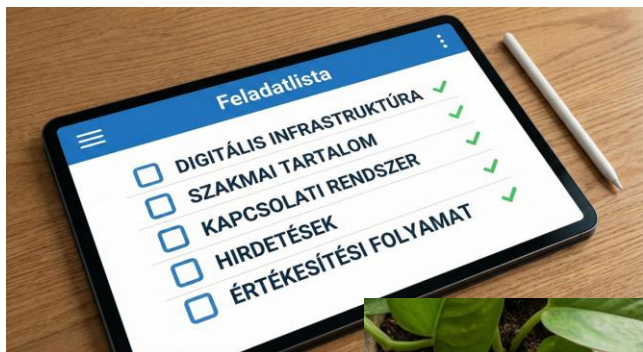 Feladatlista
DIGITÁLIS INFRASTRUKTÚRA
SZAKMAI TARTALOM
KAPCSOLATI RENDSZER
HIRDETÉSEK
ÉRTÉKESÍTÉSI FOLYAMAT